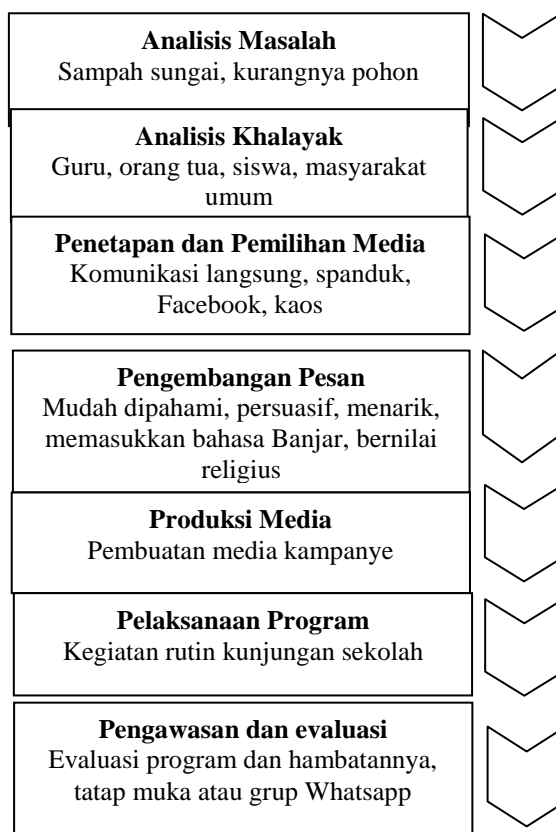 Analisis Masalah
Sampah sungai, kurangnya pohon
Analisis Khalayak
Guru, orang tua, siswa, masyarakat
umum
Penetapan dan Pemilihan Media
Komunikasi langsung, spanduk,
Facebook, kaos
Pengembangan Pesan
Mudah dipahami, persuasif, menarik,
memasukkan bahasa Banjar, bernilai
religius
Produksi Media
Pembuatan media kampanye
Pelaksanaan Program
Kegiatan rutin kunjungan sekolah
Pengawasan dan evaluasi
Evaluasi program dan hambatannya,
tatap muka atau grup Whatsapp